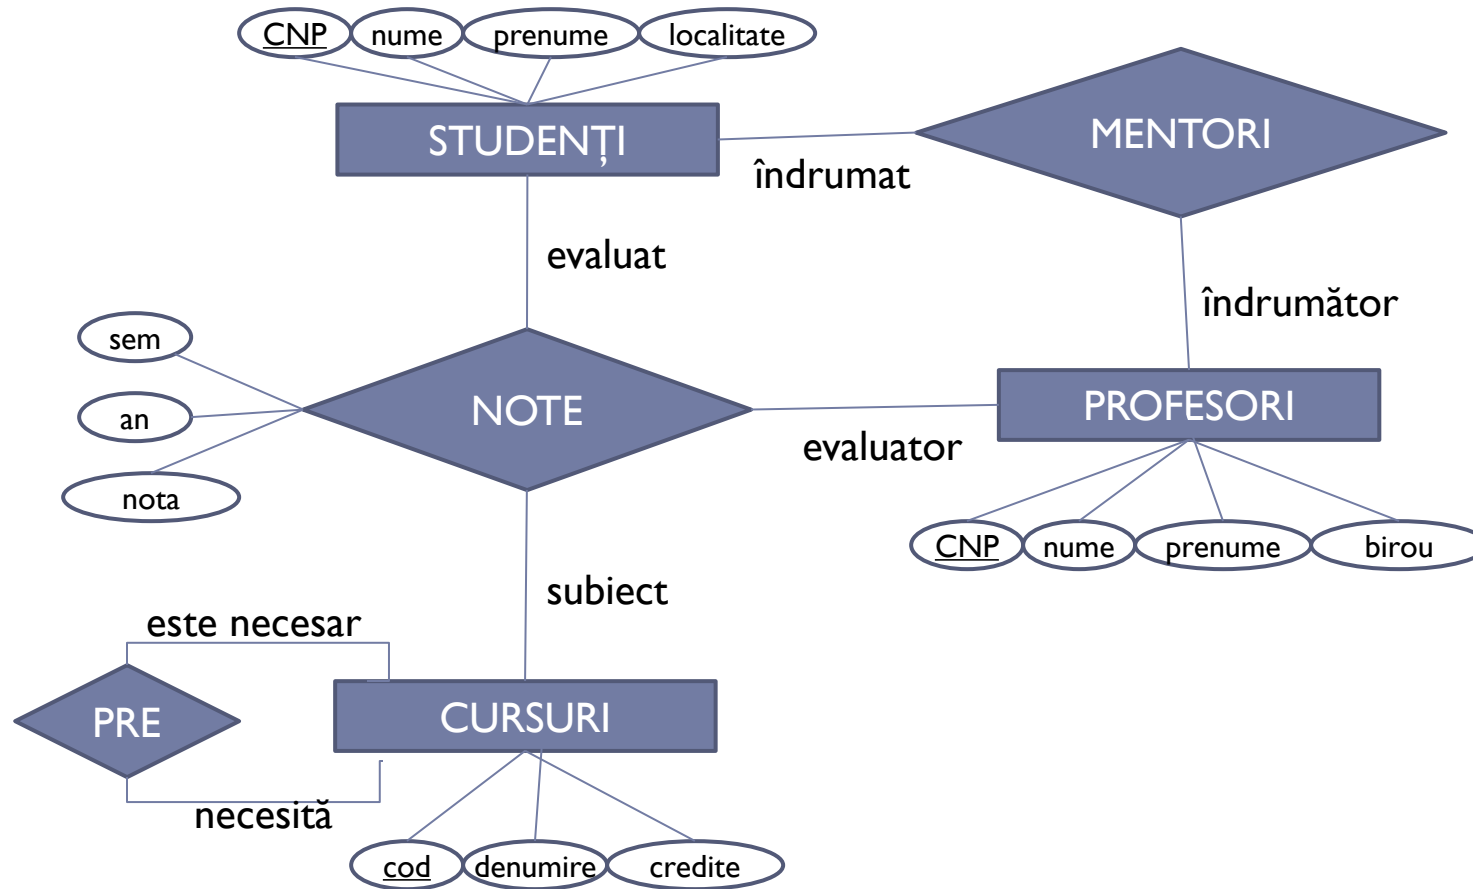 CNP nume prenume localitate
STUDENȚI
MENTORI
îndrumat
evaluat
îndrumător
sem
an
nota
NOTE
PROFESORI
evaluator
CNP nume prenume birou
subiect
este necesar
PRE
CURSURI
necesită
cod denumire credite